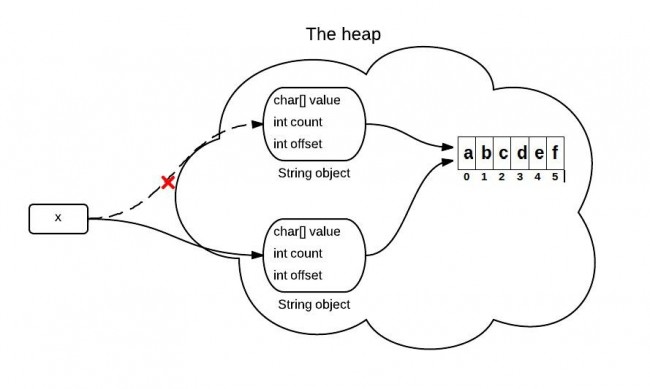 The heap
char[] value
int count
int offset
String object
x
a b c d e f
0 1 2 3 4 5
char[] value
int count
int offset
String object